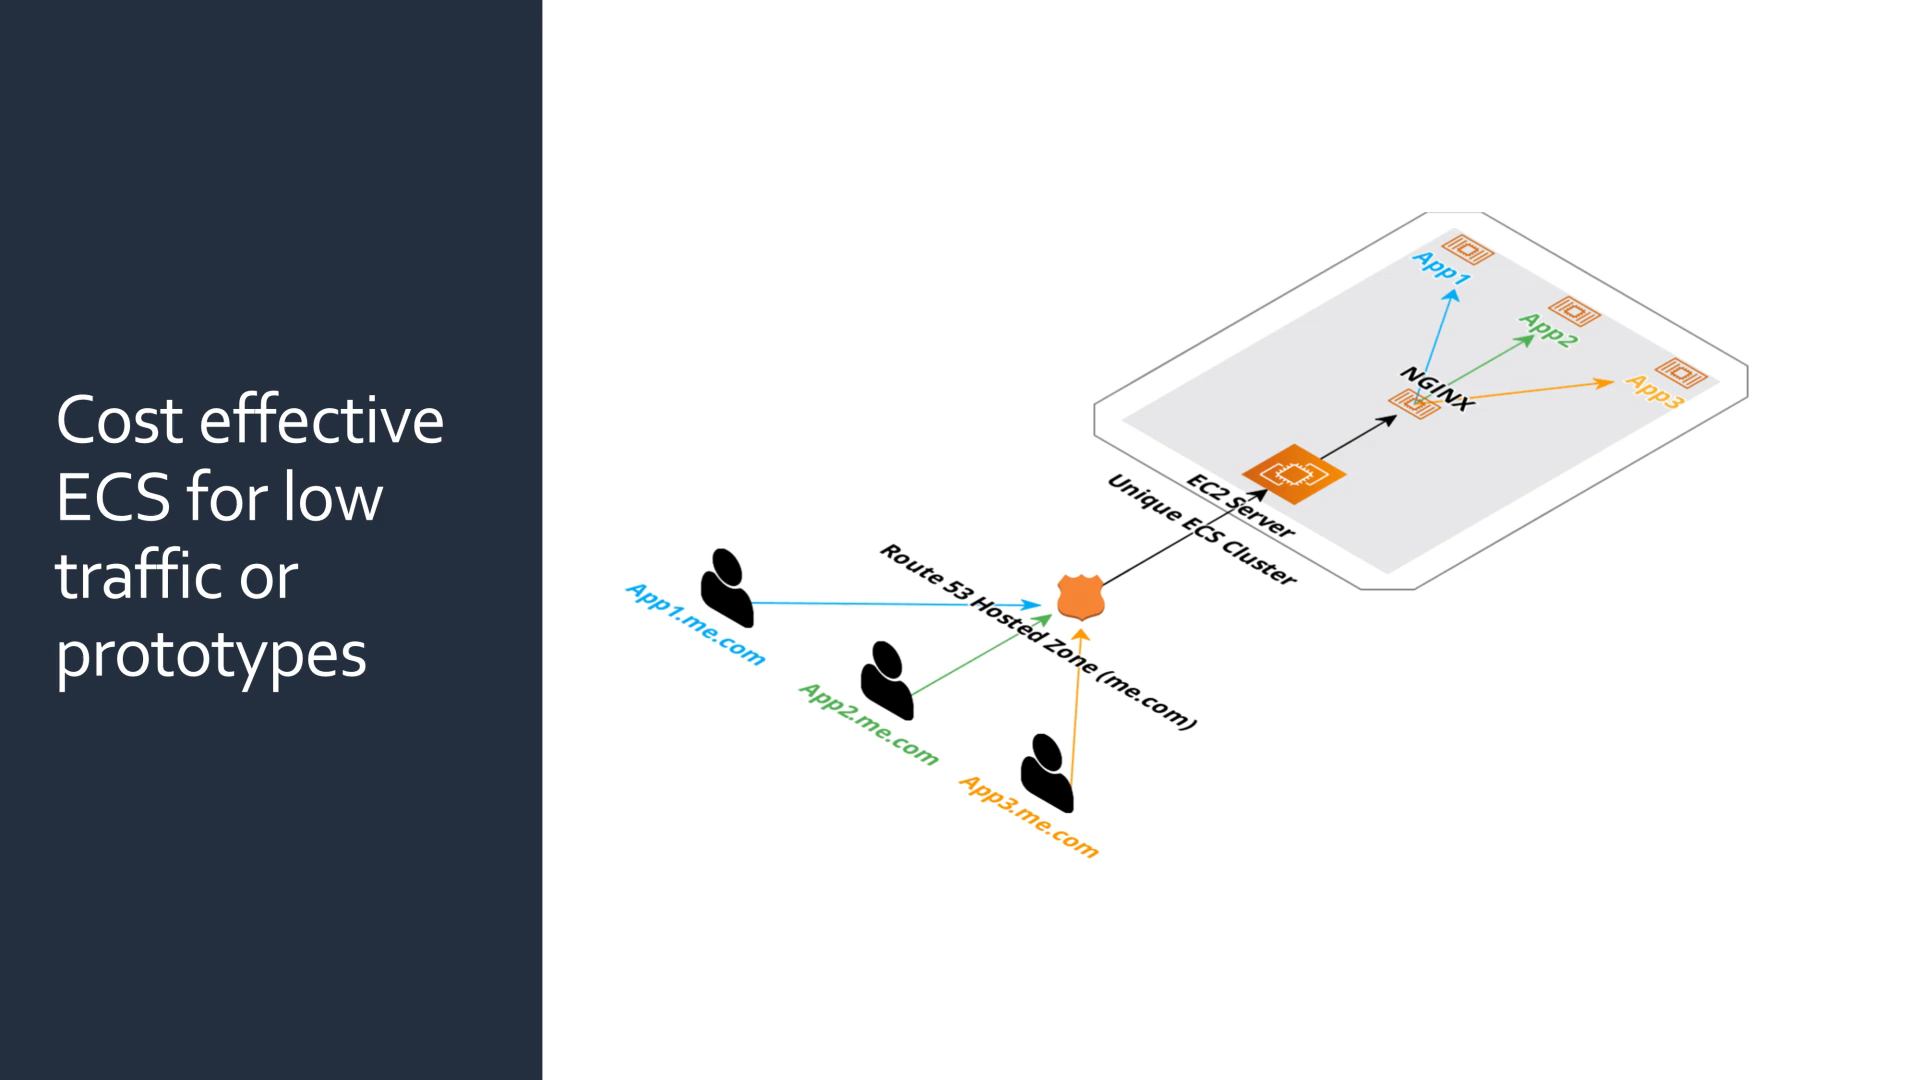 Cost effective
ECS for low
traffic or
prototypes
App1
App2
App3
NGINX
EC2 Server
Unique ECS Cluster
Route 53 Hosted Zone (me.com)
App1.me.com
App2.me.com
App3.me.com